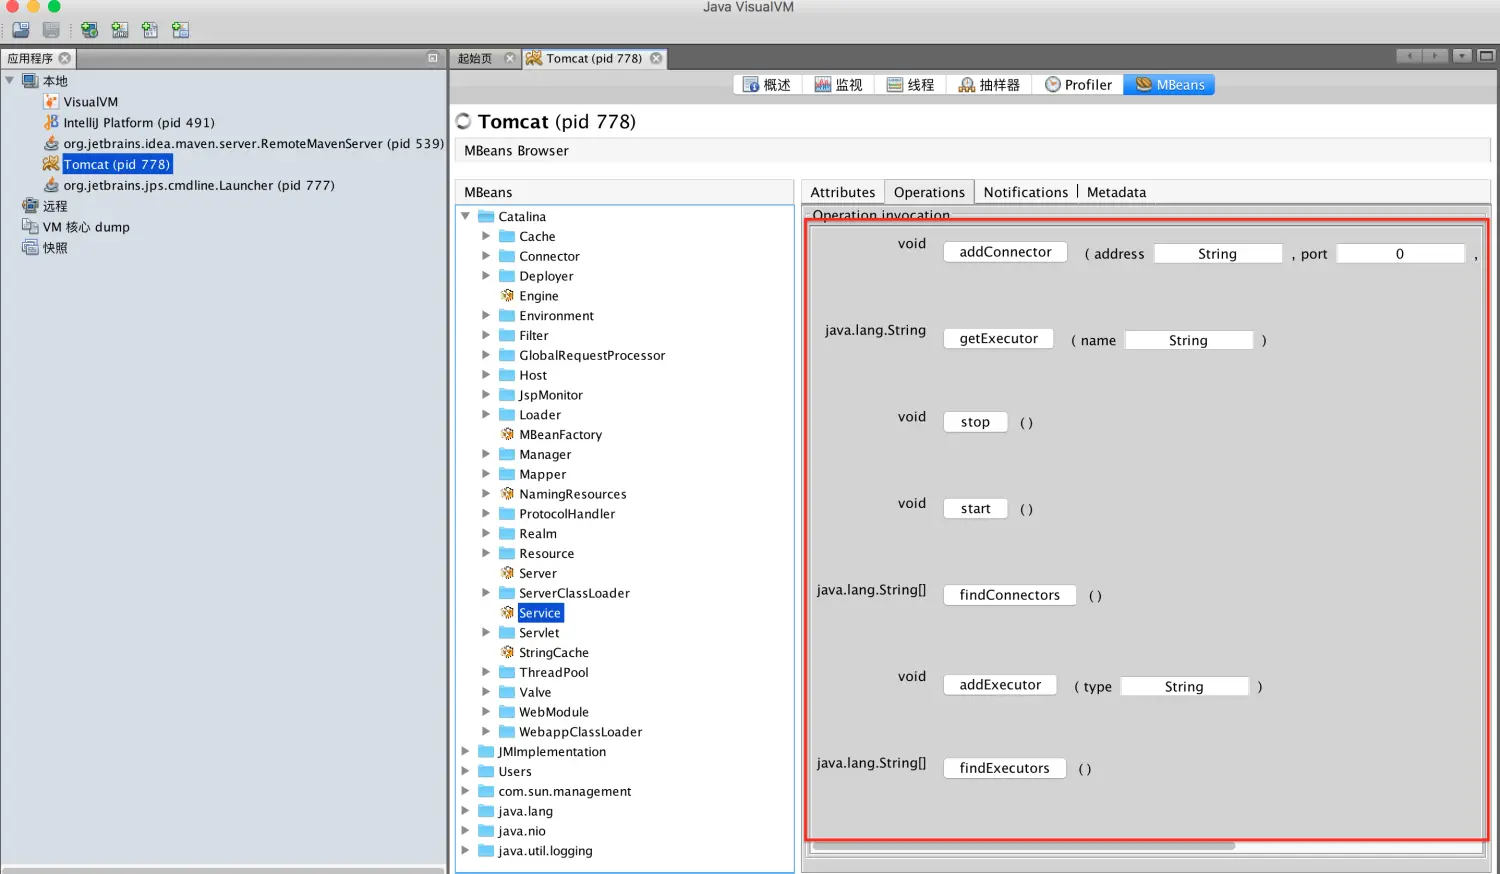 Java VisualVM
应用程序
起始页
Tomcat (pid 778)
本地
VisualVM
IntelliJ Platform (pid 491)
org.jetbrains.idea.maven.server.RemoteMavenServer (pid 539)
Tomcat (pid 778)
org.jetbrains.jps.cmdline.Launcher (pid 777)
远程
VM 核心 dump
快照
概述
监视
线程
抽样器
Profiler
MBeans
Tomcat (pid 778)
MBeans Browser
MBeans
Catalina
Cache
Connector
Deployer
Engine
Environment
Filter
GlobalRequestProcessor
Host
JspMonitor
Loader
MBeanFactory
Manager
Mapper
NamingResources
ProtocolHandler
Realm
Resource
Server
ServerClassLoader
Service
Servlet
StringCache
ThreadPool
Valve
WebModule
WebappClassLoader
JMImplementation
Users
com.sun.management
java.lang
java.nio
java.util.logging
Attributes
Operations
Notifications
Metadata
Operation invocation
void addConnector ( address String , port 0 ,
java.lang.String getExecutor ( name String )
void stop ( )
void start ( )
java.lang.String[] findConnectors ( )
void addExecutor ( type String )
java.lang.String[] findExecutors ( )